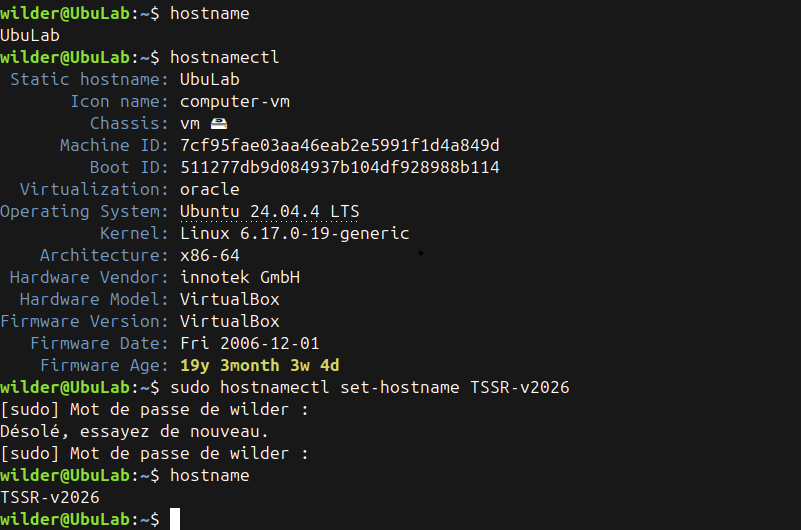 wilder@UbuLab:~$ hostname
UbuLab
wilder@UbuLab:~$ hostnamectl
Static hostname: UbuLab
Icon name: computer-vm
Chassis: vm 🖴
Machine ID: 7cf95fae03aa46eab2e5991f1d4a849d
Boot ID: 511277db9d084937b104df928988b114
Virtualization: oracle
Operating System: Ubuntu 24.04.4 LTS
Kernel: Linux 6.17.0-19-generic
Architecture: x86-64
Hardware Vendor: innotek GmbH
Hardware Model: VirtualBox
Firmware Version: VirtualBox
Firmware Date: Fri 2006-12-01
Firmware Age: 19y 3month 3w 4d
wilder@UbuLab:~$ sudo hostnamectl set-hostname TSSR-v2026
[sudo] Mot de passe de wilder :
Désolé, essayez de nouveau.
[sudo] Mot de passe de wilder :
wilder@UbuLab:~$ hostname
TSSR-v2026
wilder@UbuLab:~$